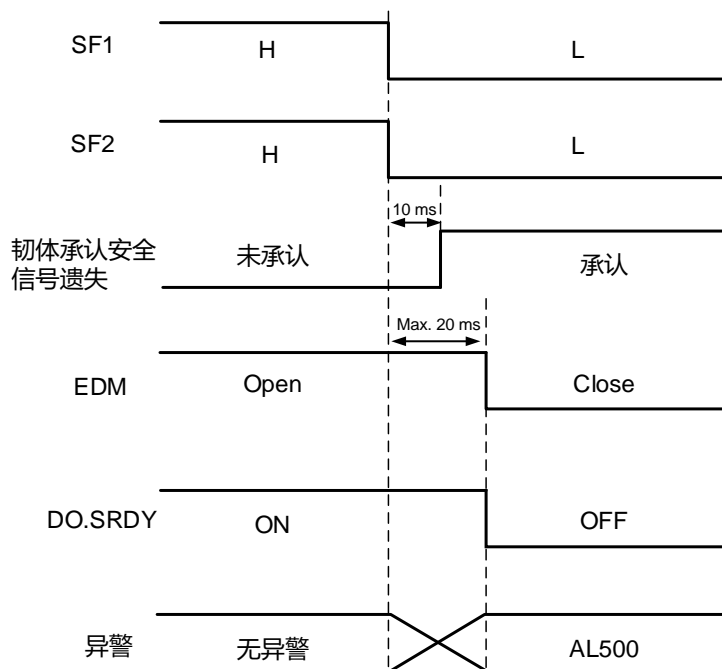 SF1
H
L
SF2
H
L
10 ms
韧体承认安全
信号遗失
未承认
承认
Max. 20 ms
EDM
Open
Close
DO.SRDY
ON
OFF
异警
无异警
AL500